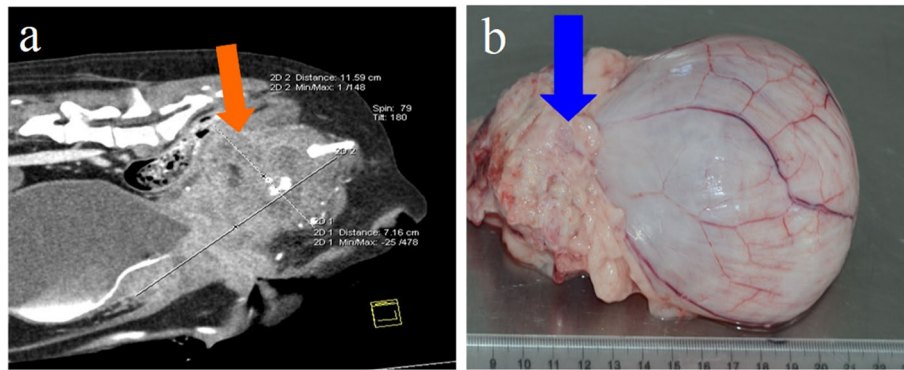 a
2D 2 Distance: 11.59 cm
2D 2 Min/Max: 1 /148
Spin: 79
Tilt: 180
2D 2
2D 1
2D 1 Distance: 7.16 cm
2D 1 Min/Max: -25 /478
b
9 10 11 12 13 14 15 16 17 18 19 20 21